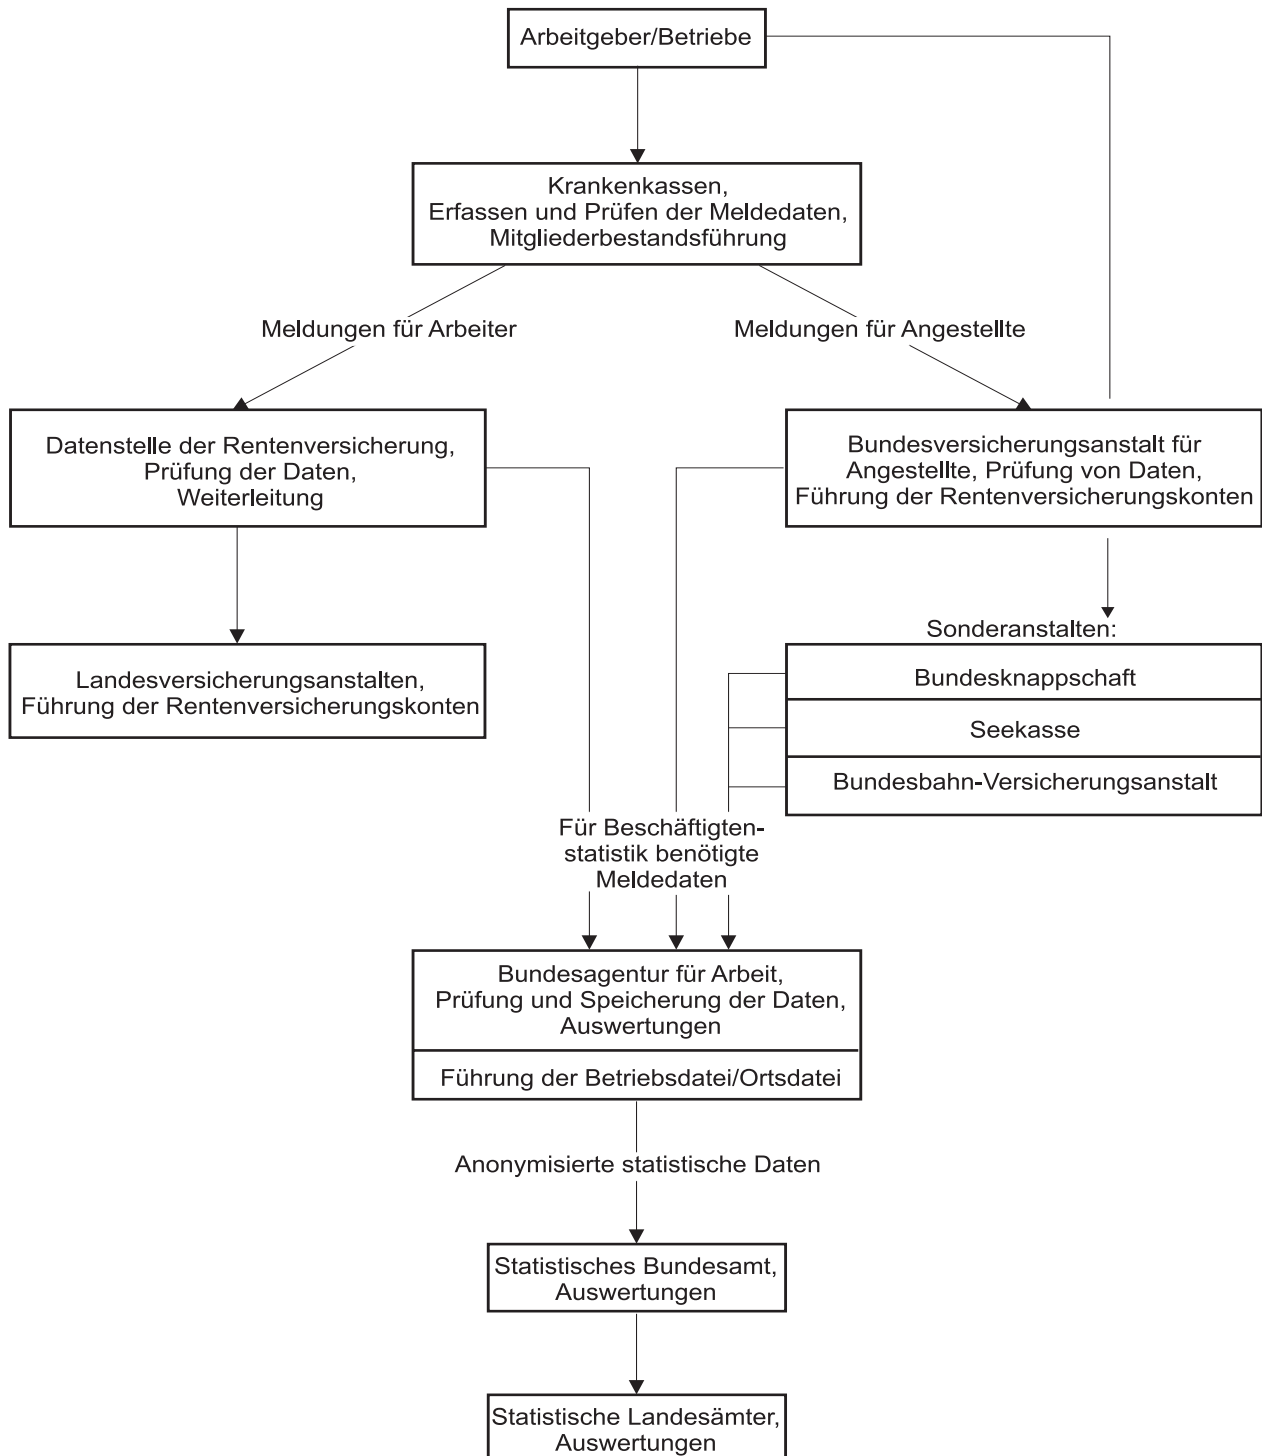 Arbeitgeber/Betriebe
Krankenkassen,
Erfassen und Prüfen der Meldedaten,
Mitgliederbestandsführung
Meldungen für Arbeiter
Meldungen für Angestellte
Datenstelle der Rentenversicherung,
Prüfung der Daten,
Weiterleitung
Bundesversicherungsanstalt für
Angestellte, Prüfung von Daten,
Führung der Rentenversicherungskonten
Landesversicherungsanstalten,
Führung der Rentenversicherungskonten
Sonderanstalten:
Bundesknappschaft
Seekasse
Bundesbahn-Versicherungsanstalt
Für Beschäftigten-
statistik benötigte
Meldedaten
Bundesagentur für Arbeit,
Prüfung und Speicherung der Daten,
Auswertungen
Führung der Betriebsdatei/Ortsdatei
Anonymisierte statistische Daten
Statistisches Bundesamt,
Auswertungen
Statistische Landesämter,
Auswertungen